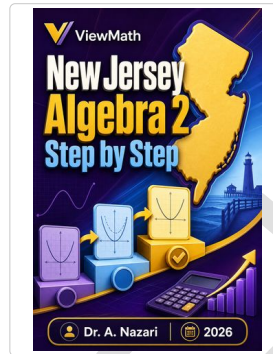 ViewMath
New Jersey
Algebra 2
Step by Step
Dr. A. Nazari
2026